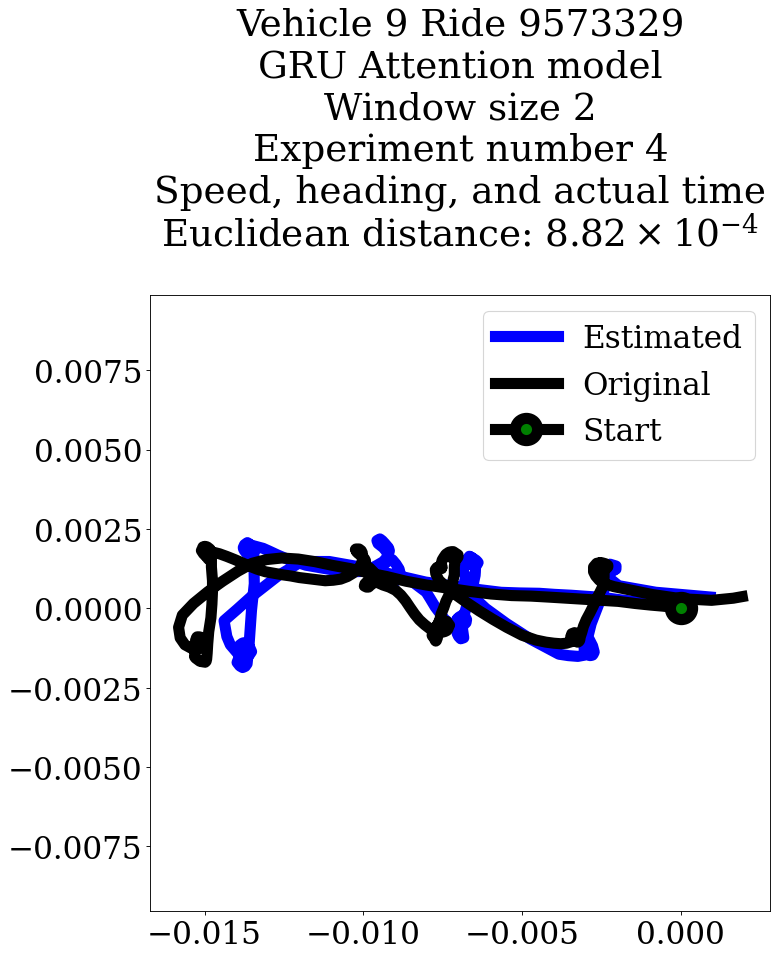 Vehicle 9 Ride 9573329
GRU Attention model
Window size 2
Experiment number 4
Speed, heading, and actual time
Euclidean distance: 8.82 × 10⁻⁴
Estimated
Original
Start
0.0075
0.0050
0.0025
0.0000
−0.0025
−0.0050
−0.0075
−0.015
−0.010
−0.005
0.000